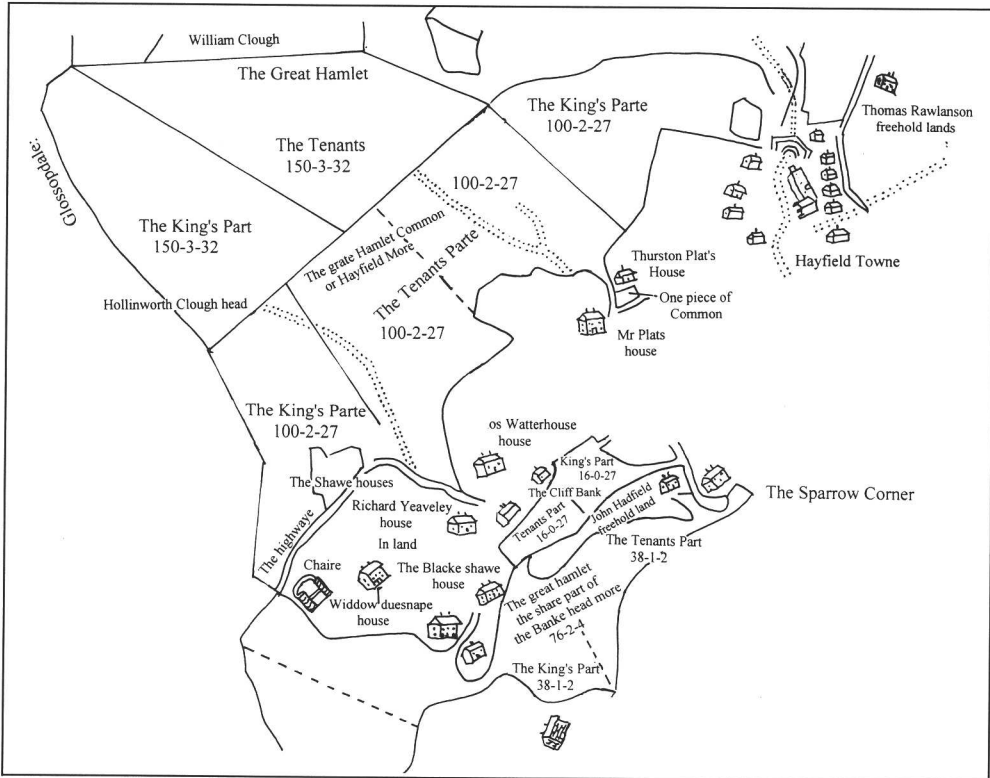 William Clough
The Great Hamlet
The King's Parte
100-2-27
Thomas Rawlanson
freehold lands
The Tenants
150-3-32
Glossopdale:
100-2-27
The King's Part
150-3-32
The grate Hamlet Common
or Hayfield More
The Tenants Parte
100-2-27
Hayfield Towne
Thurston Plat's
House
One piece of
Common
Hollinworth Clough head
Mr Plats
house
The King's Parte
100-2-27
os Watterhouse
house
King's Part
16-0-27
The Cliff Bank
The Shawe houses
Tenants Part
16-0-27
John Hadfield
freehold land
The Sparrow Corner
Richard Yeaveley
house
In land
The highwaye
The Tenants Part
38-1-2
Chaire
The Blacke shawe
house
Widdow duesnape
house
The great hamlet
the share part of
the Banke head more
76-2-4
The King's Part
38-1-2